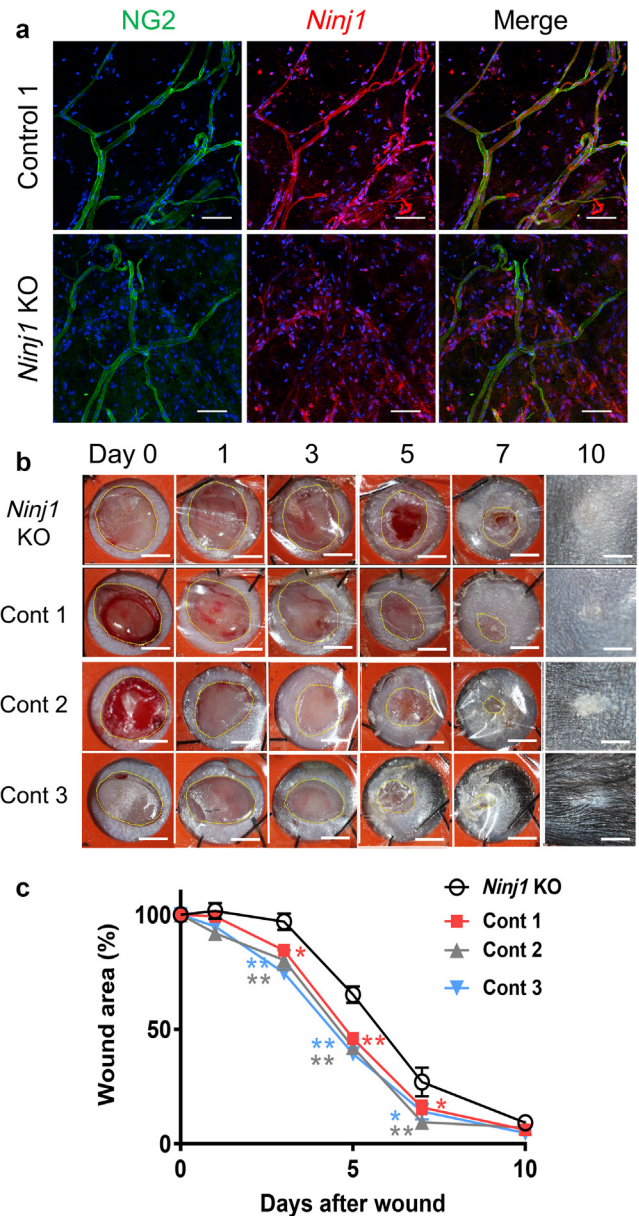 a
NG2 Ninj1 Merge
Control 1
Ninj1 KO
b
Day 0 1 3 5 7 10
Ninj1
KO
Cont 1
Cont 2
Cont 3
c
Ninj1 KO
Cont 1
Cont 2
Cont 3
Wound area (%)
100
50
0
*
**
**
**
**
**
*
*
**
0 5 10
Days after wound